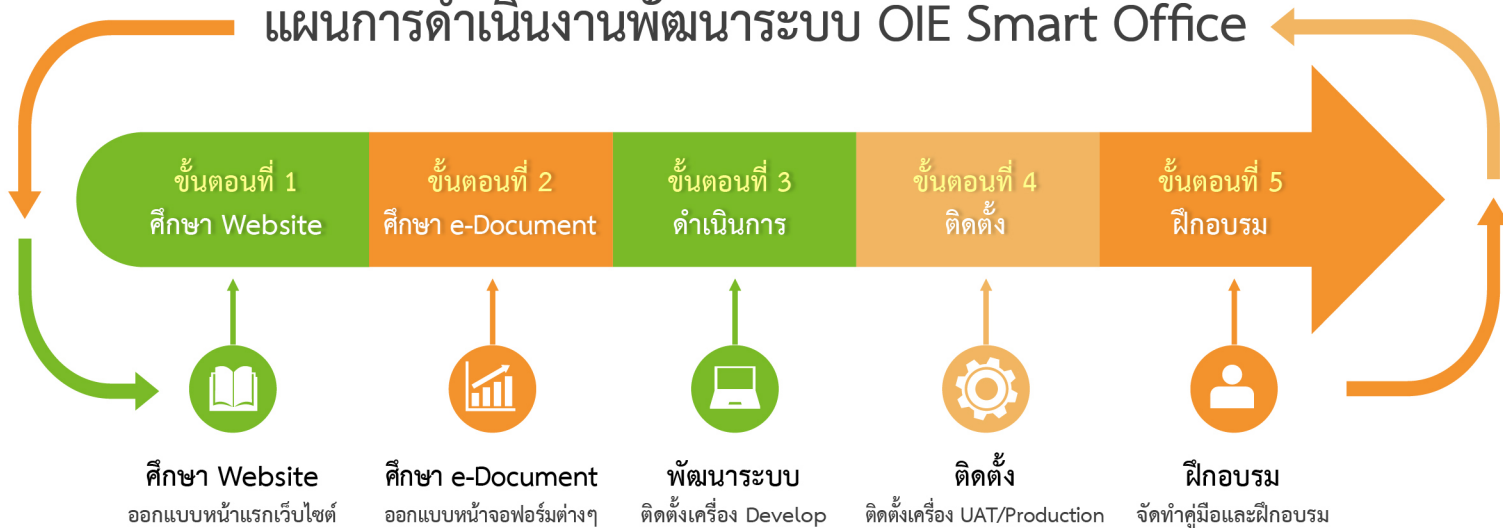 แผนการดำเนินงานพัฒนาระบบ OIE Smart Office
ขั้นตอนที่ 1
ศึกษา Website
ขั้นตอนที่ 2
ศึกษา e-Document
ขั้นตอนที่ 3
ดำเนินการ
ขั้นตอนที่ 4
ติดตั้ง
ขั้นตอนที่ 5
ฝึกอบรม
ศึกษา Website
ออกแบบหน้าแรกเว็บไซต์
ศึกษา e-Document
ออกแบบหน้าจอฟอร์มต่างๆ
พัฒนาระบบ
ติดตั้งเครื่อง Develop
ติดตั้ง
ติดตั้งเครื่อง UAT/Production
ฝึกอบรม
จัดทำคู่มือและฝึกอบรม